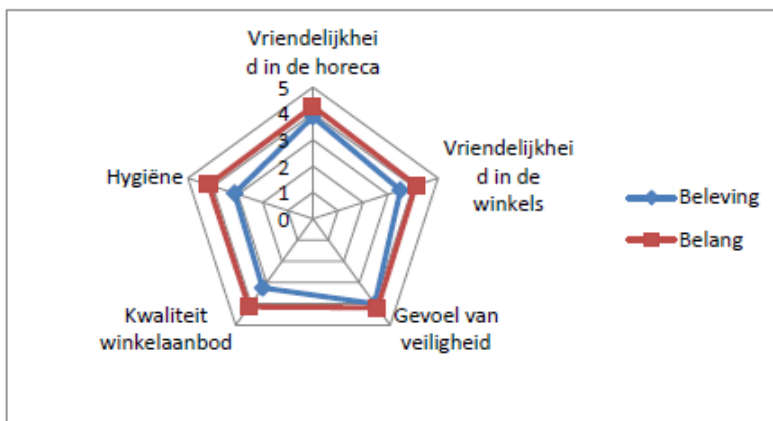 Vriendelijkhei
d in de horeca
5
4
3
2
1
0
Vriendelijkhei
d in de
winkels
Gevoel van
veiligheid
Kwaliteit
winkelaanbod
Hygiëne
Beleving
Belang